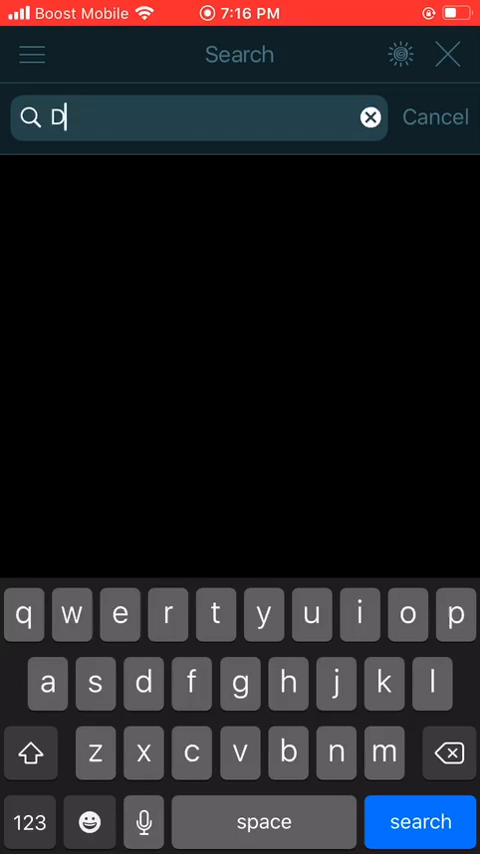 Boost Mobile 7:16 PM
Search
D Cancel
q w e r t y u i o p
a s d f g h j k l
z x c v b n m
123 space search